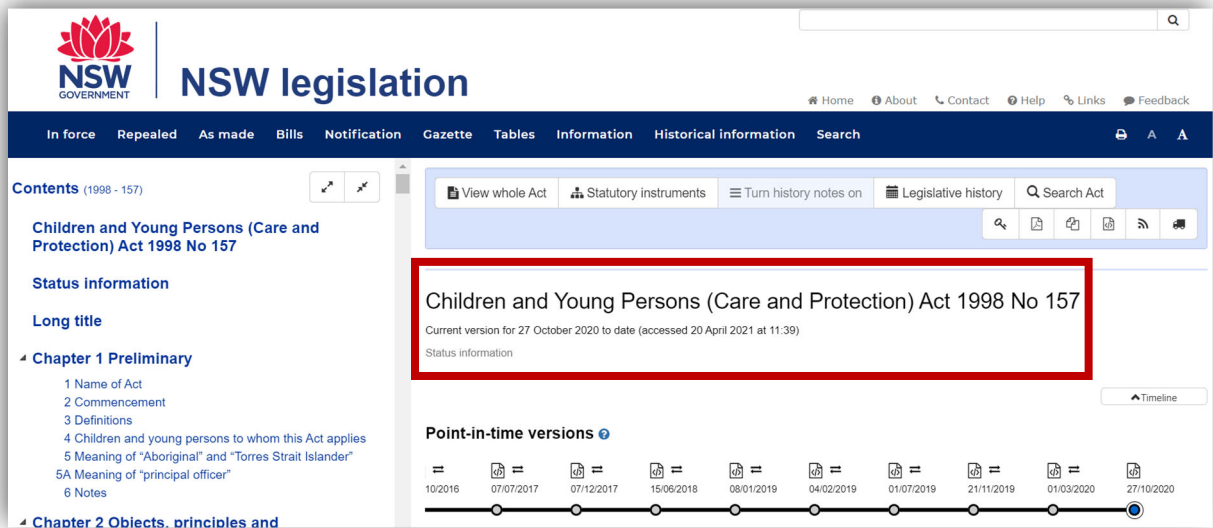 NSW
GOVERNMENT
NSW legislation
Home About Contact Help Links Feedback
In force Repealed As made Bills Notification Gazette Tables Information Historical information Search A A
Contents (1998 - 157)
Children and Young Persons (Care and
Protection) Act 1998 No 157
Status information
Long title
Chapter 1 Preliminary
1 Name of Act
2 Commencement
3 Definitions
4 Children and young persons to whom this Act applies
5 Meaning of “Aboriginal” and “Torres Strait Islander”
5A Meaning of “principal officer”
6 Notes
Chapter 2 Objects, principles and
View whole Act Statutory instruments Turn history notes on Legislative history Search Act
Children and Young Persons (Care and Protection) Act 1998 No 157
Current version for 27 October 2020 to date (accessed 20 April 2021 at 11:39)
Status information
Timeline
Point-in-time versions
10/2016 07/07/2017 07/12/2017 15/06/2018 08/01/2019 04/02/2019 01/07/2019 21/11/2019 01/03/2020 27/10/2020